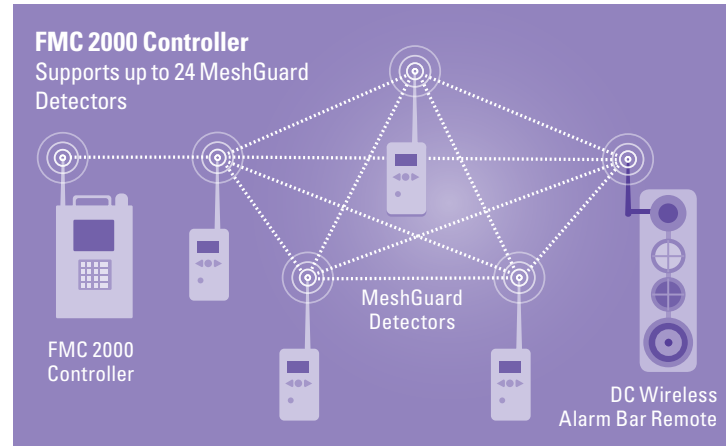 FMC 2000 Controller
Supports up to 24 MeshGuard
Detectors
MeshGuard
Detectors
FMC 2000
Controller
DC Wireless
Alarm Bar Remote